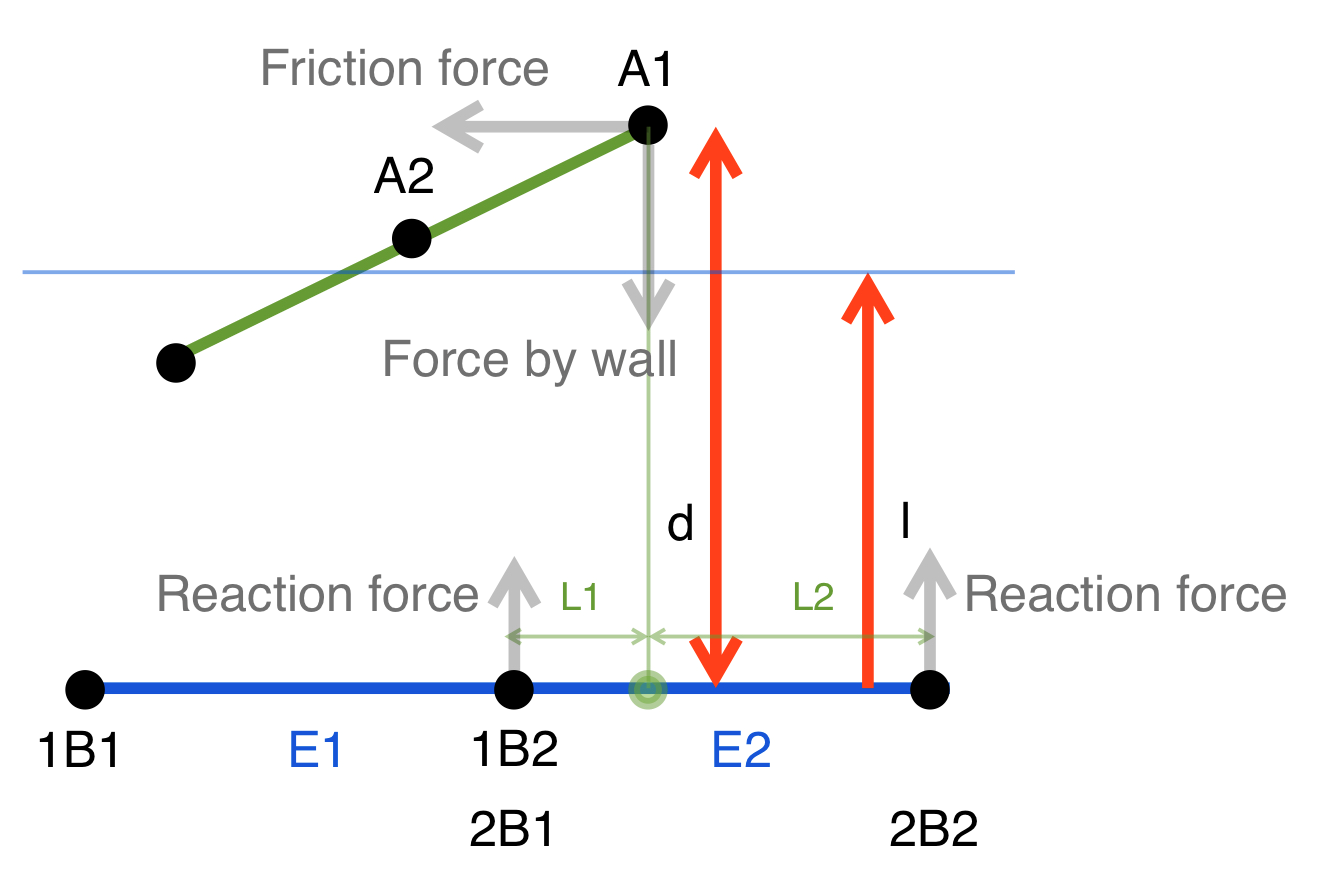 Friction force
A1
A2
Force by wall
d
l
Reaction force
L1
L2
Reaction force
1B1
E1
1B2
E2
2B1
2B2